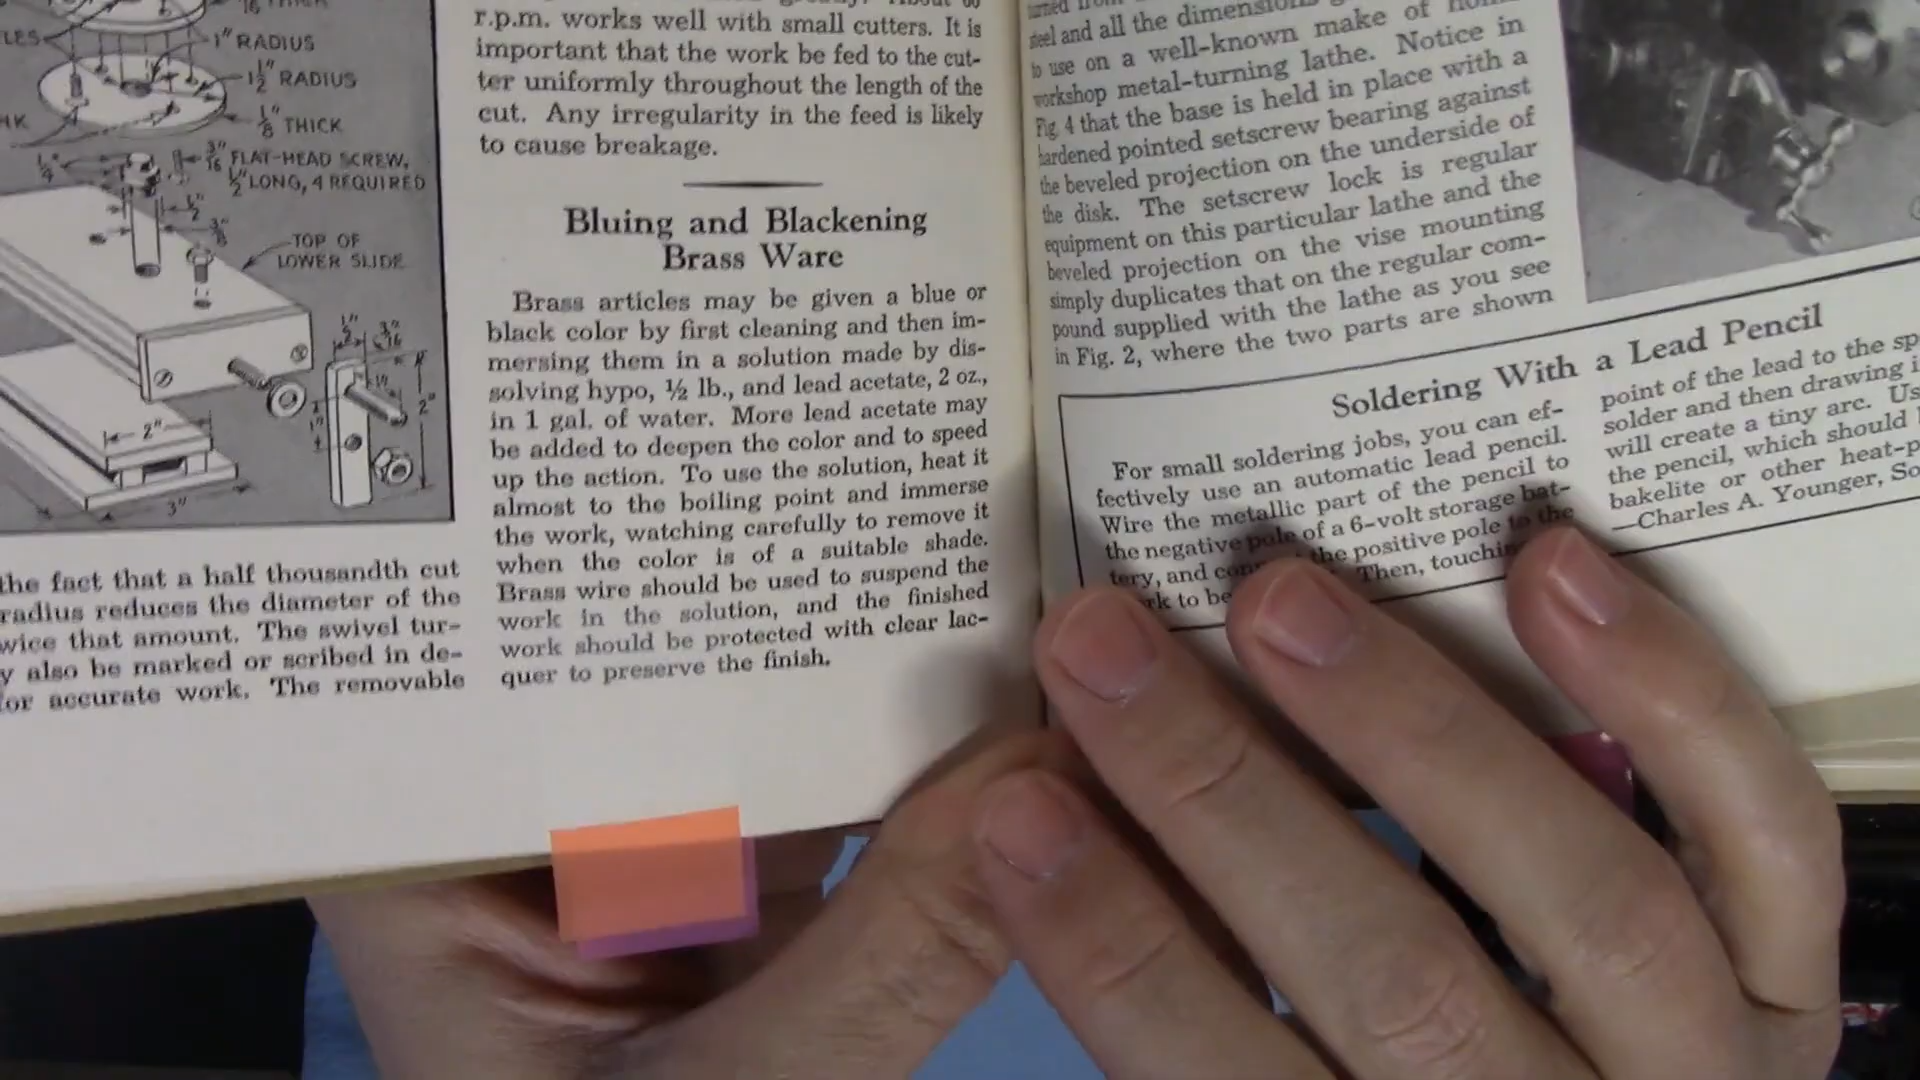 THICK
1" RADIUS
1½" RADIUS
⅛" THICK
3/16" FLAT-HEAD SCREW,
½" LONG, 4 REQUIRED
TOP OF
LOWER SLIDE
2"
3"
2"
the fact that a half thousandth cut
radius reduces the diameter of the
wice that amount. The swivel tur-
y also be marked or scribed in de-
for accurate work. The removable
r.p.m. works well with small cutters. It is
important that the work be fed to the cut-
ter uniformly throughout the length of the
cut. Any irregularity in the feed is likely
to cause breakage.
Bluing and Blackening
Brass Ware
Brass articles may be given a blue or
black color by first cleaning and then im-
mersing them in a solution made by dis-
solving hypo, ½ lb., and lead acetate, 2 oz.,
in 1 gal. of water. More lead acetate may
be added to deepen the color and to speed
up the action. To use the solution, heat it
almost to the boiling point and immerse
the work, watching carefully to remove it
when the color is of a suitable shade.
Brass wire should be used to suspend the
work in the solution, and the finished
work should be protected with clear lac-
quer to preserve the finish.
steel and all the dimensions
to use on a well-known make of
workshop metal-turning lathe. Notice in
Fig. 4 that the base is held in place with a
hardened pointed setscrew bearing against
the beveled projection on the underside of
the disk. The setscrew lock is regular
equipment on this particular lathe and the
beveled projection on the vise mounting
simply duplicates that on the regular com-
pound supplied with the lathe as you see
in Fig. 2, where the two parts are shown
Soldering With a Lead Pencil
For small soldering jobs, you can ef-
fectively use an automatic lead pencil.
Wire the metallic part of the pencil to
the negative pole of a 6-volt storage bat-
tery, and the positive pole to the
to be Then,
point of the lead to the
solder and then drawing
will create a tiny arc.
the pencil, which should
bakelite or other
—Charles A. Younger,